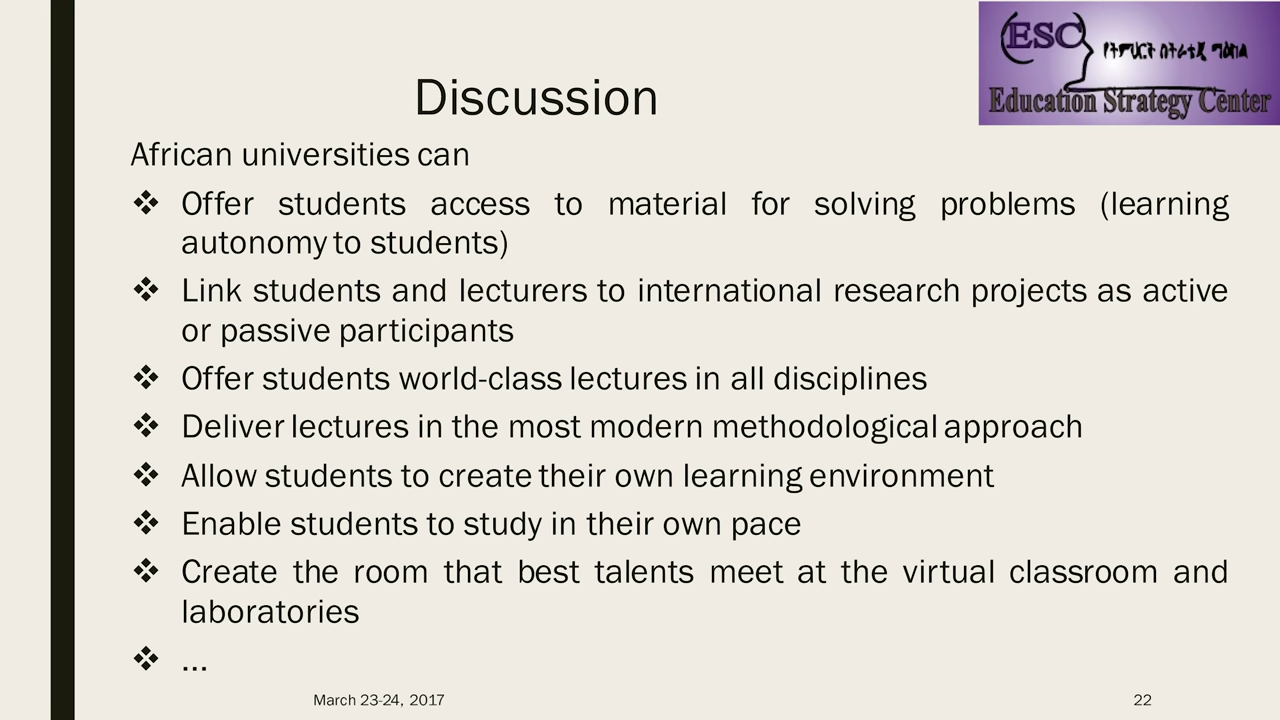 ESC
የትምህርት ስትራቴጂ ማዕከል
Education Strategy Center
Discussion
African universities can
❖ Offer students access to material for solving problems (learning
autonomy to students)
❖ Link students and lecturers to international research projects as active
or passive participants
❖ Offer students world-class lectures in all disciplines
❖ Deliver lectures in the most modern methodological approach
❖ Allow students to create their own learning environment
❖ Enable students to study in their own pace
❖ Create the room that best talents meet at the virtual classroom and
laboratories
❖ ...
March 23-24, 2017
22